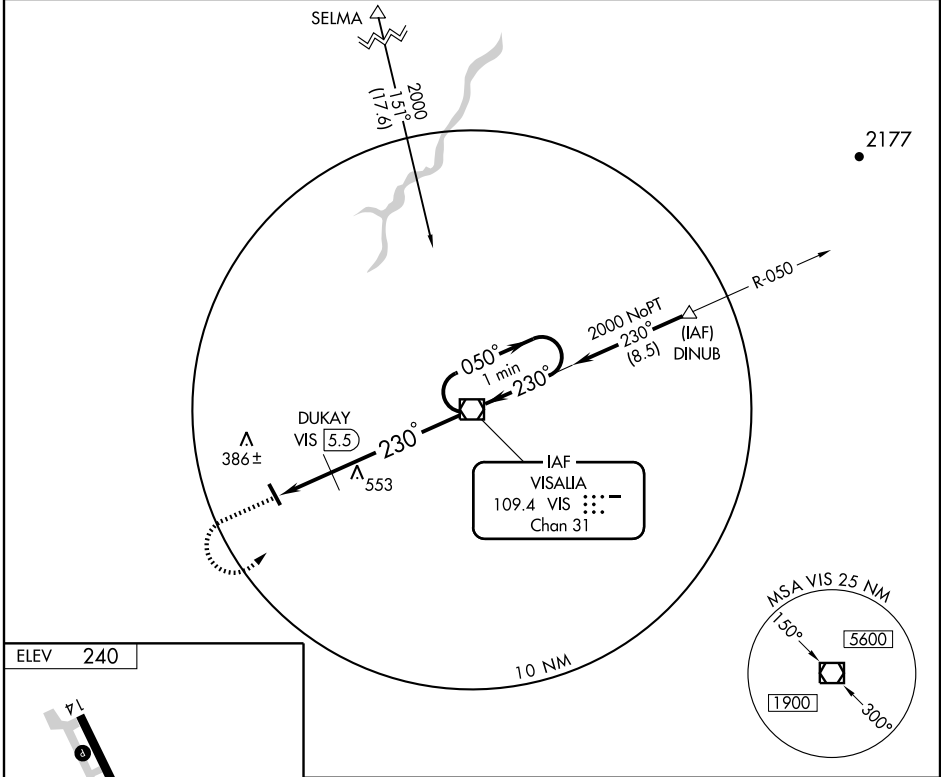 SELMA
2000
151°
(17.6)
2177
R-050
2000 NoPT
230°
(8.5)
(IAF)
DINUB
050°
1 min
230°
DUKAY
VIS 5.5
230°
386±
553
IAF
VISALIA
109.4 VIS
Chan 31
10 NM
MSA VIS 25 NM
150°
5600
1900
300°
ELEV 240
14
P